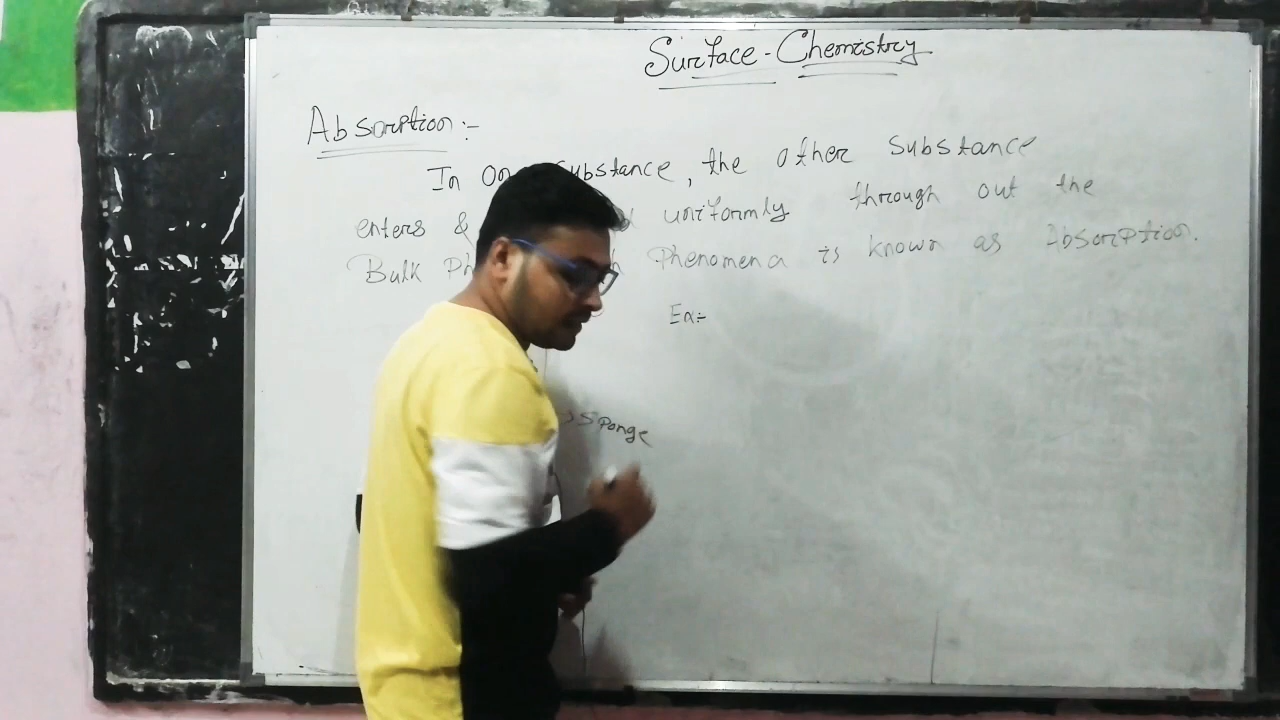 Surface - Chemistry
Absorption :-
In substance, the other substance
enters & uniformly through out the
Bulk Phenomena is known as Absorption.
Ex:-
Sponge